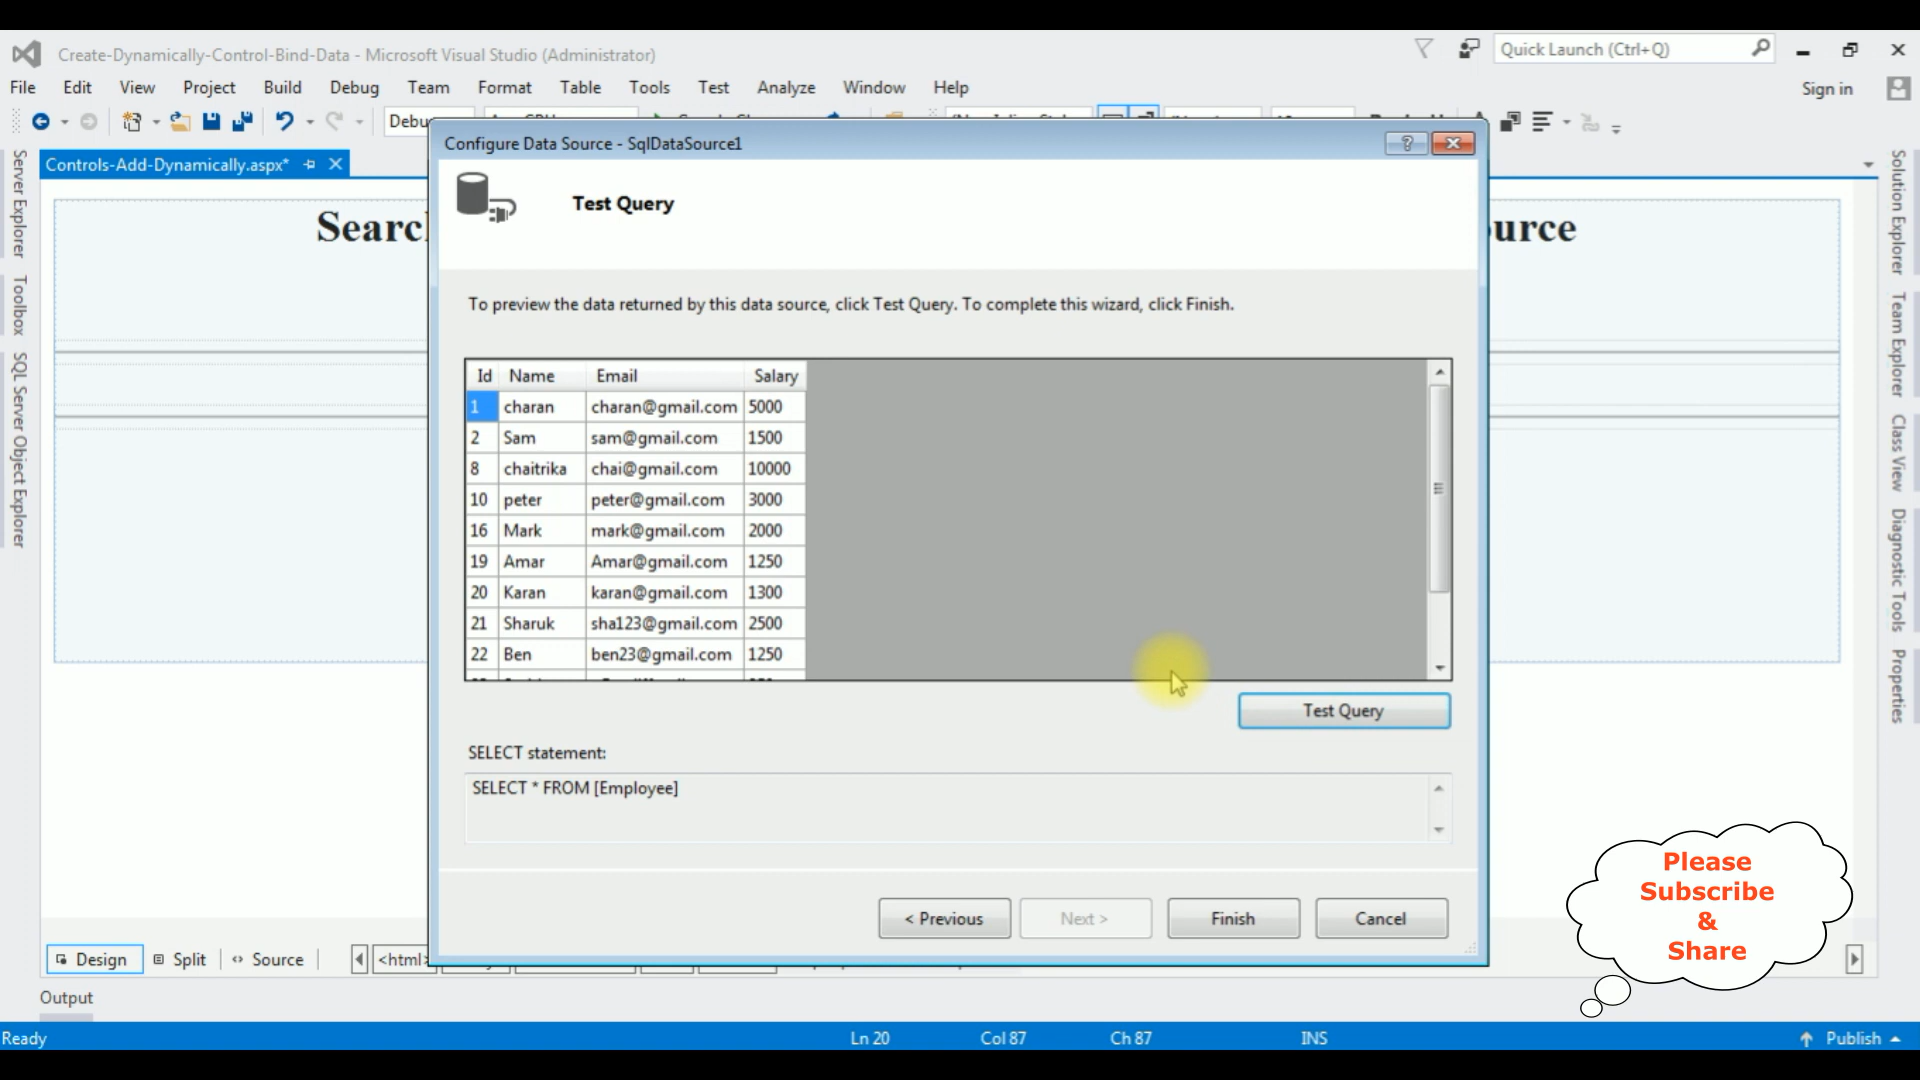 Create-Dynamically-Control-Bind-Data - Microsoft Visual Studio (Administrator)
Quick Launch (Ctrl+Q)
File Edit View Project Build Debug Team Format Table Tools Test Analyze Window Help
Sign in
Debu
Controls-Add-Dynamically.aspx*
Server Explorer
Toolbox
SQL Server Object Explorer
Searc
urce
Configure Data Source - SqlDataSource1
Test Query
To preview the data returned by this data source, click Test Query. To complete this wizard, click Finish.
Id Name Email Salary
1 charan charan@gmail.com 5000
2 Sam sam@gmail.com 1500
8 chaitrika chai@gmail.com 10000
10 peter peter@gmail.com 3000
16 Mark mark@gmail.com 2000
19 Amar Amar@gmail.com 1250
20 Karan karan@gmail.com 1300
21 Sharuk sha123@gmail.com 2500
22 Ben ben23@gmail.com 1250
Test Query
SELECT statement:
SELECT * FROM [Employee]
< Previous Next > Finish Cancel
Solution Explorer
Team Explorer
Class View
Diagnostic Tools
Properties
Please
Subscribe
&
Share
Design Split Source <html>
Output
Ready Ln 20 Col 87 Ch 87 INS Publish